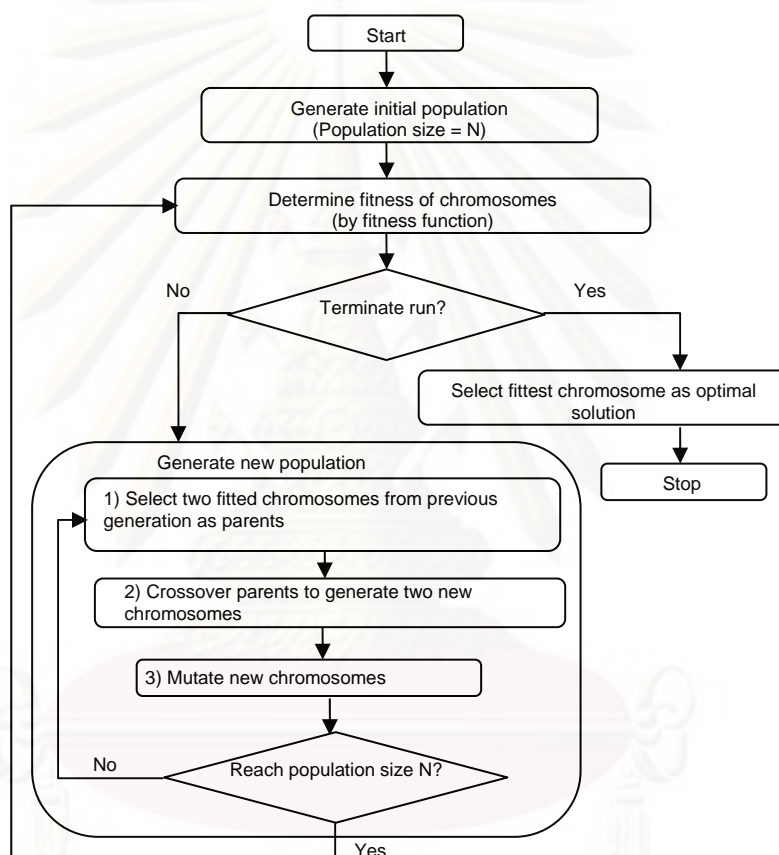 Start
Generate initial population
(Population size = N)
Determine fitness of chromosomes
(by fitness function)
Terminate run?
No
Yes
Select fittest chromosome as optimal
solution
Stop
Generate new population
1) Select two fitted chromosomes from previous
generation as parents
2) Crossover parents to generate two new
chromosomes
3) Mutate new chromosomes
Reach population size N?
No
Yes